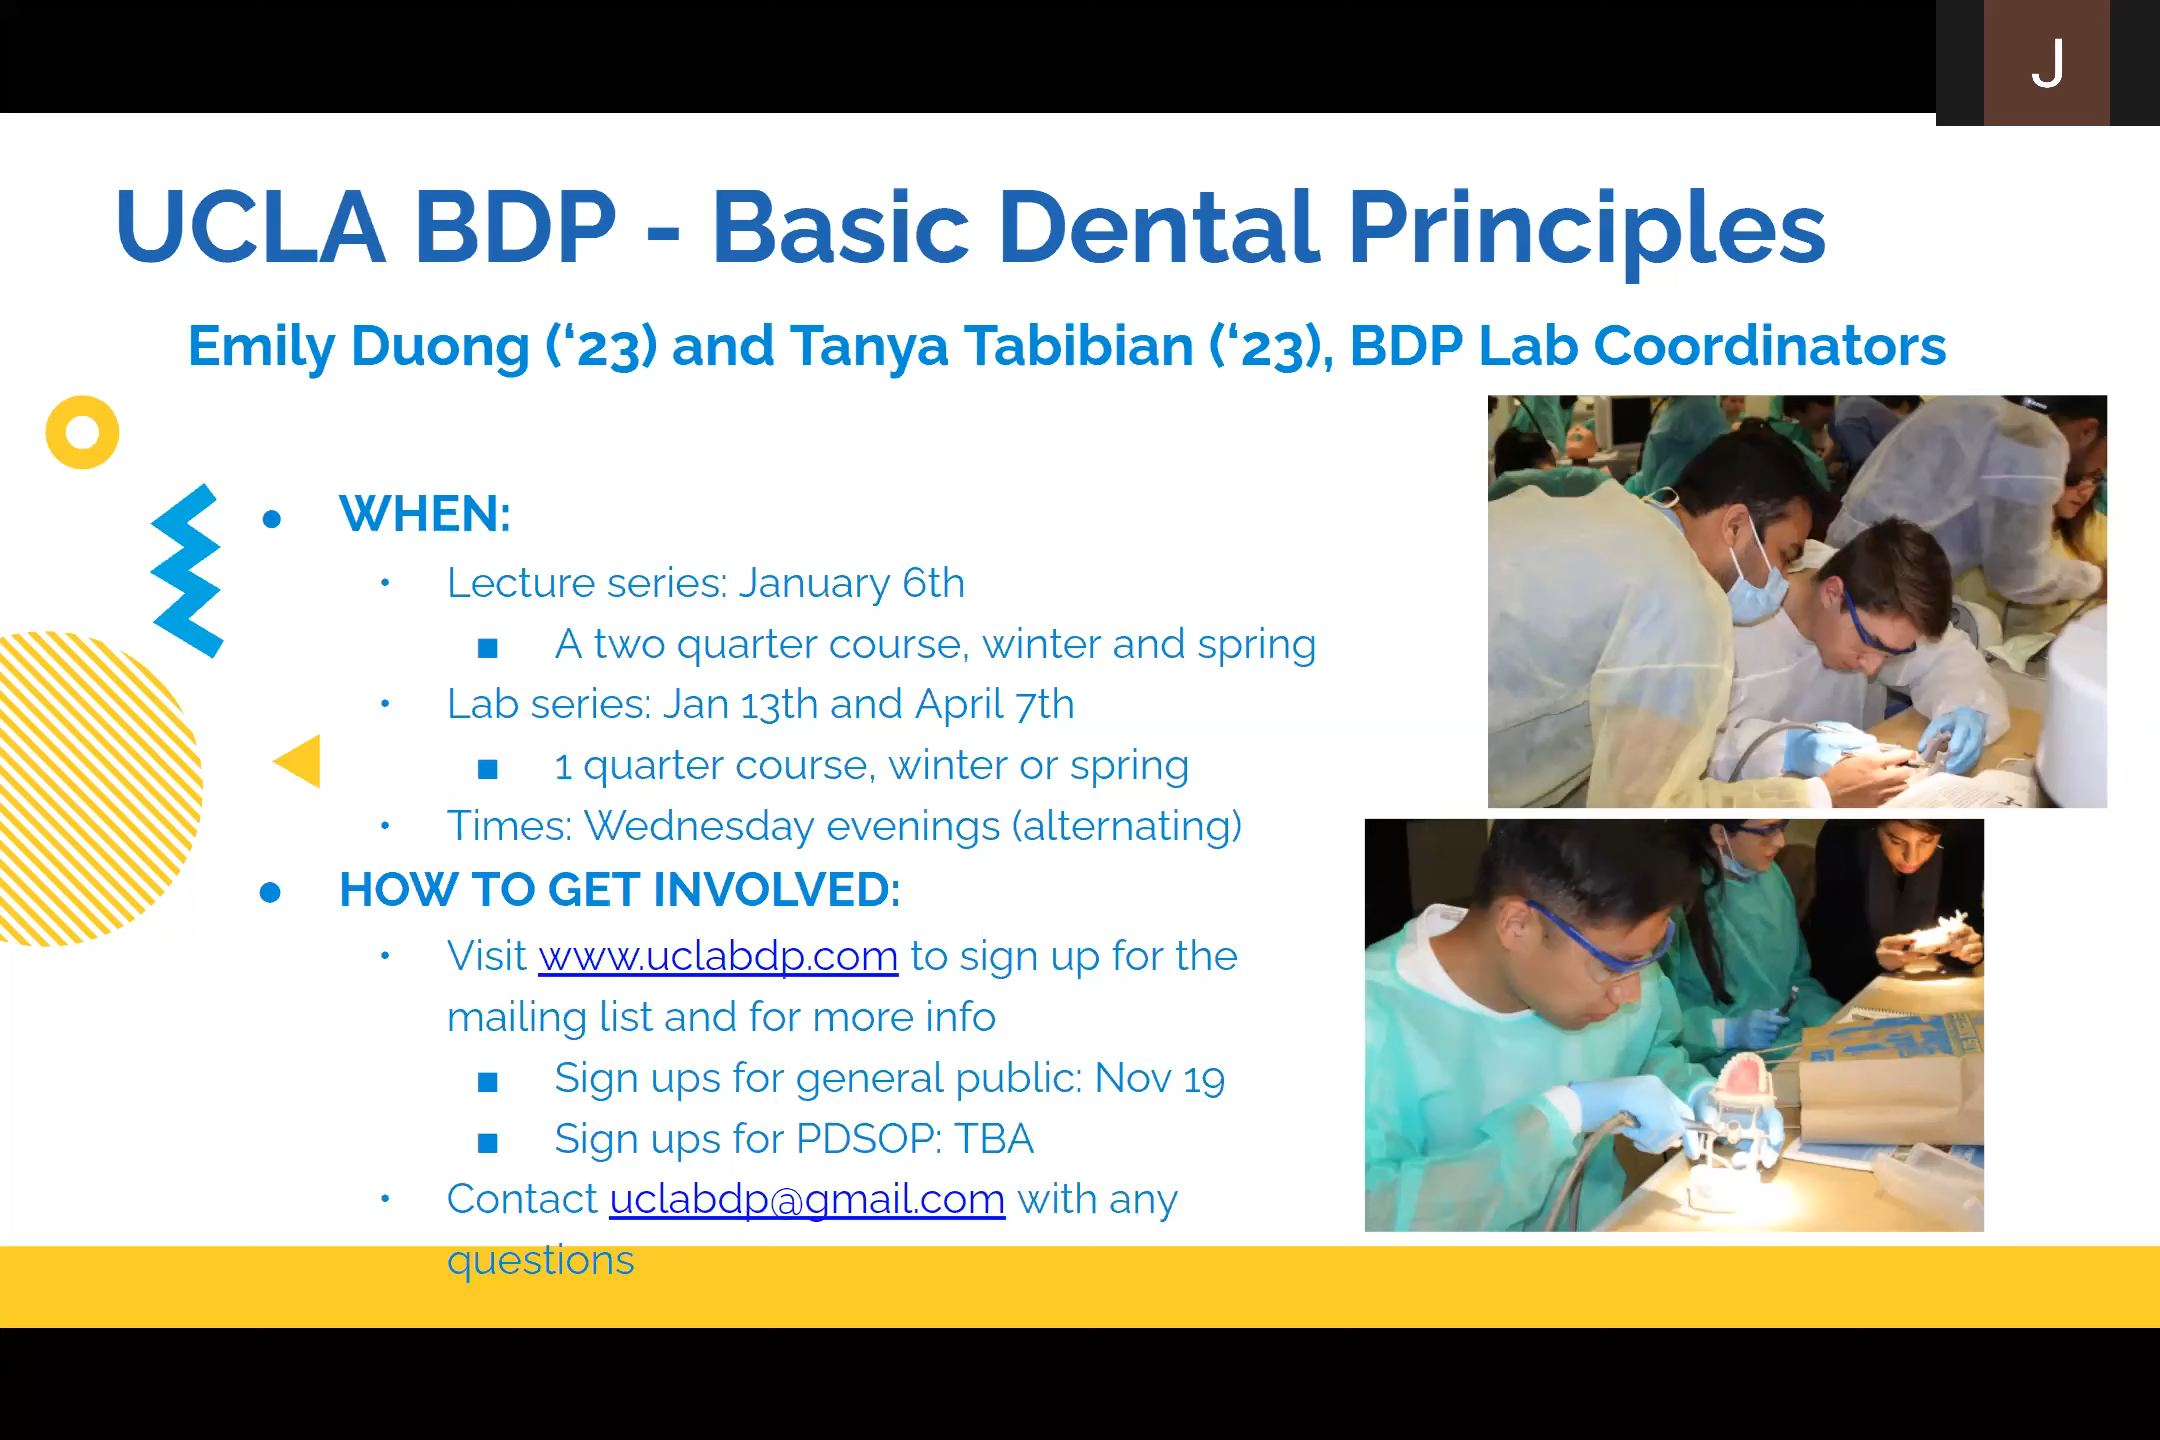 J
UCLA BDP - Basic Dental Principles
Emily Duong (‘23) and Tanya Tabibian (‘23), BDP Lab Coordinators
● WHEN:
• Lecture series: January 6th
■ A two quarter course, winter and spring
• Lab series: Jan 13th and April 7th
■ 1 quarter course, winter or spring
• Times: Wednesday evenings (alternating)
● HOW TO GET INVOLVED:
• Visit www.uclabdp.com to sign up for the
mailing list and for more info
■ Sign ups for general public: Nov 19
■ Sign ups for PDSOP: TBA
• Contact uclabdp@gmail.com with any
questions